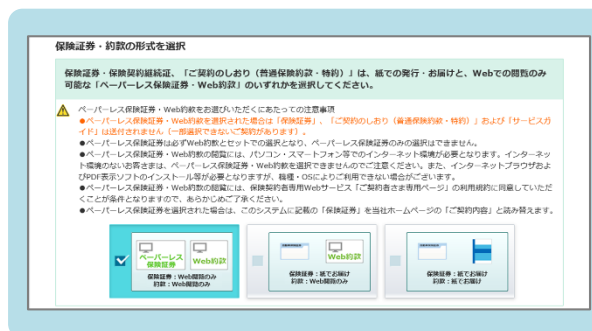 保険証券・約款の形式を選択
保険証券・保険契約継続証、「ご契約のしおり（普通保険約款・特約）」は、紙での発行・お届けと、Webでの閲覧のみ
可能な「ペーパーレス保険証券・Web約款」のいずれかを選択してください。
ペーパーレス保険証券・Web約款をお選びいただくにあたっての注意事項
●ペーパーレス保険証券・Web約款を選択された場合は「保険証券」、「ご契約のしおり（普通保険約款・特約）」および「サービスガ
イド」は送付されません（一部選択できないご契約があります）。
●ペーパーレス保険証券は必ずWeb約款とセットでの選択となり、ペーパーレス保険証券のみの選択はできません。
●ペーパーレス保険証券・Web約款の閲覧には、パソコン・スマートフォン等でのインターネット環境が必要となります。インターネッ
ト環境のないお客さまは、ペーパーレス保険証券・Web約款を選択できませんのでご注意ください。また、インターネットブラウザおよ
びPDF表示ソフトのインストール等が必要となりますが、機種・OSによりご利用できない場合がございます。
●ペーパーレス保険証券・Web約款の閲覧には、保険契約者専用Webサービス「ご契約者さま専用ページ」の利用規約に同意していただ
くことが条件となりますので、あらかじめご了承ください。
●ペーパーレス保険証券を選択された場合は、このシステムに記載の「保険証券」を当社ホームページの「ご契約内容」と読み替えます。
ペーパーレス
保険証券
Web約款
保険証券：Web閲覧のみ
約款：Web閲覧のみ
Web約款
保険証券：紙でお届け
約款：Web閲覧のみ
保険証券：紙でお届け
約款：紙でお届け